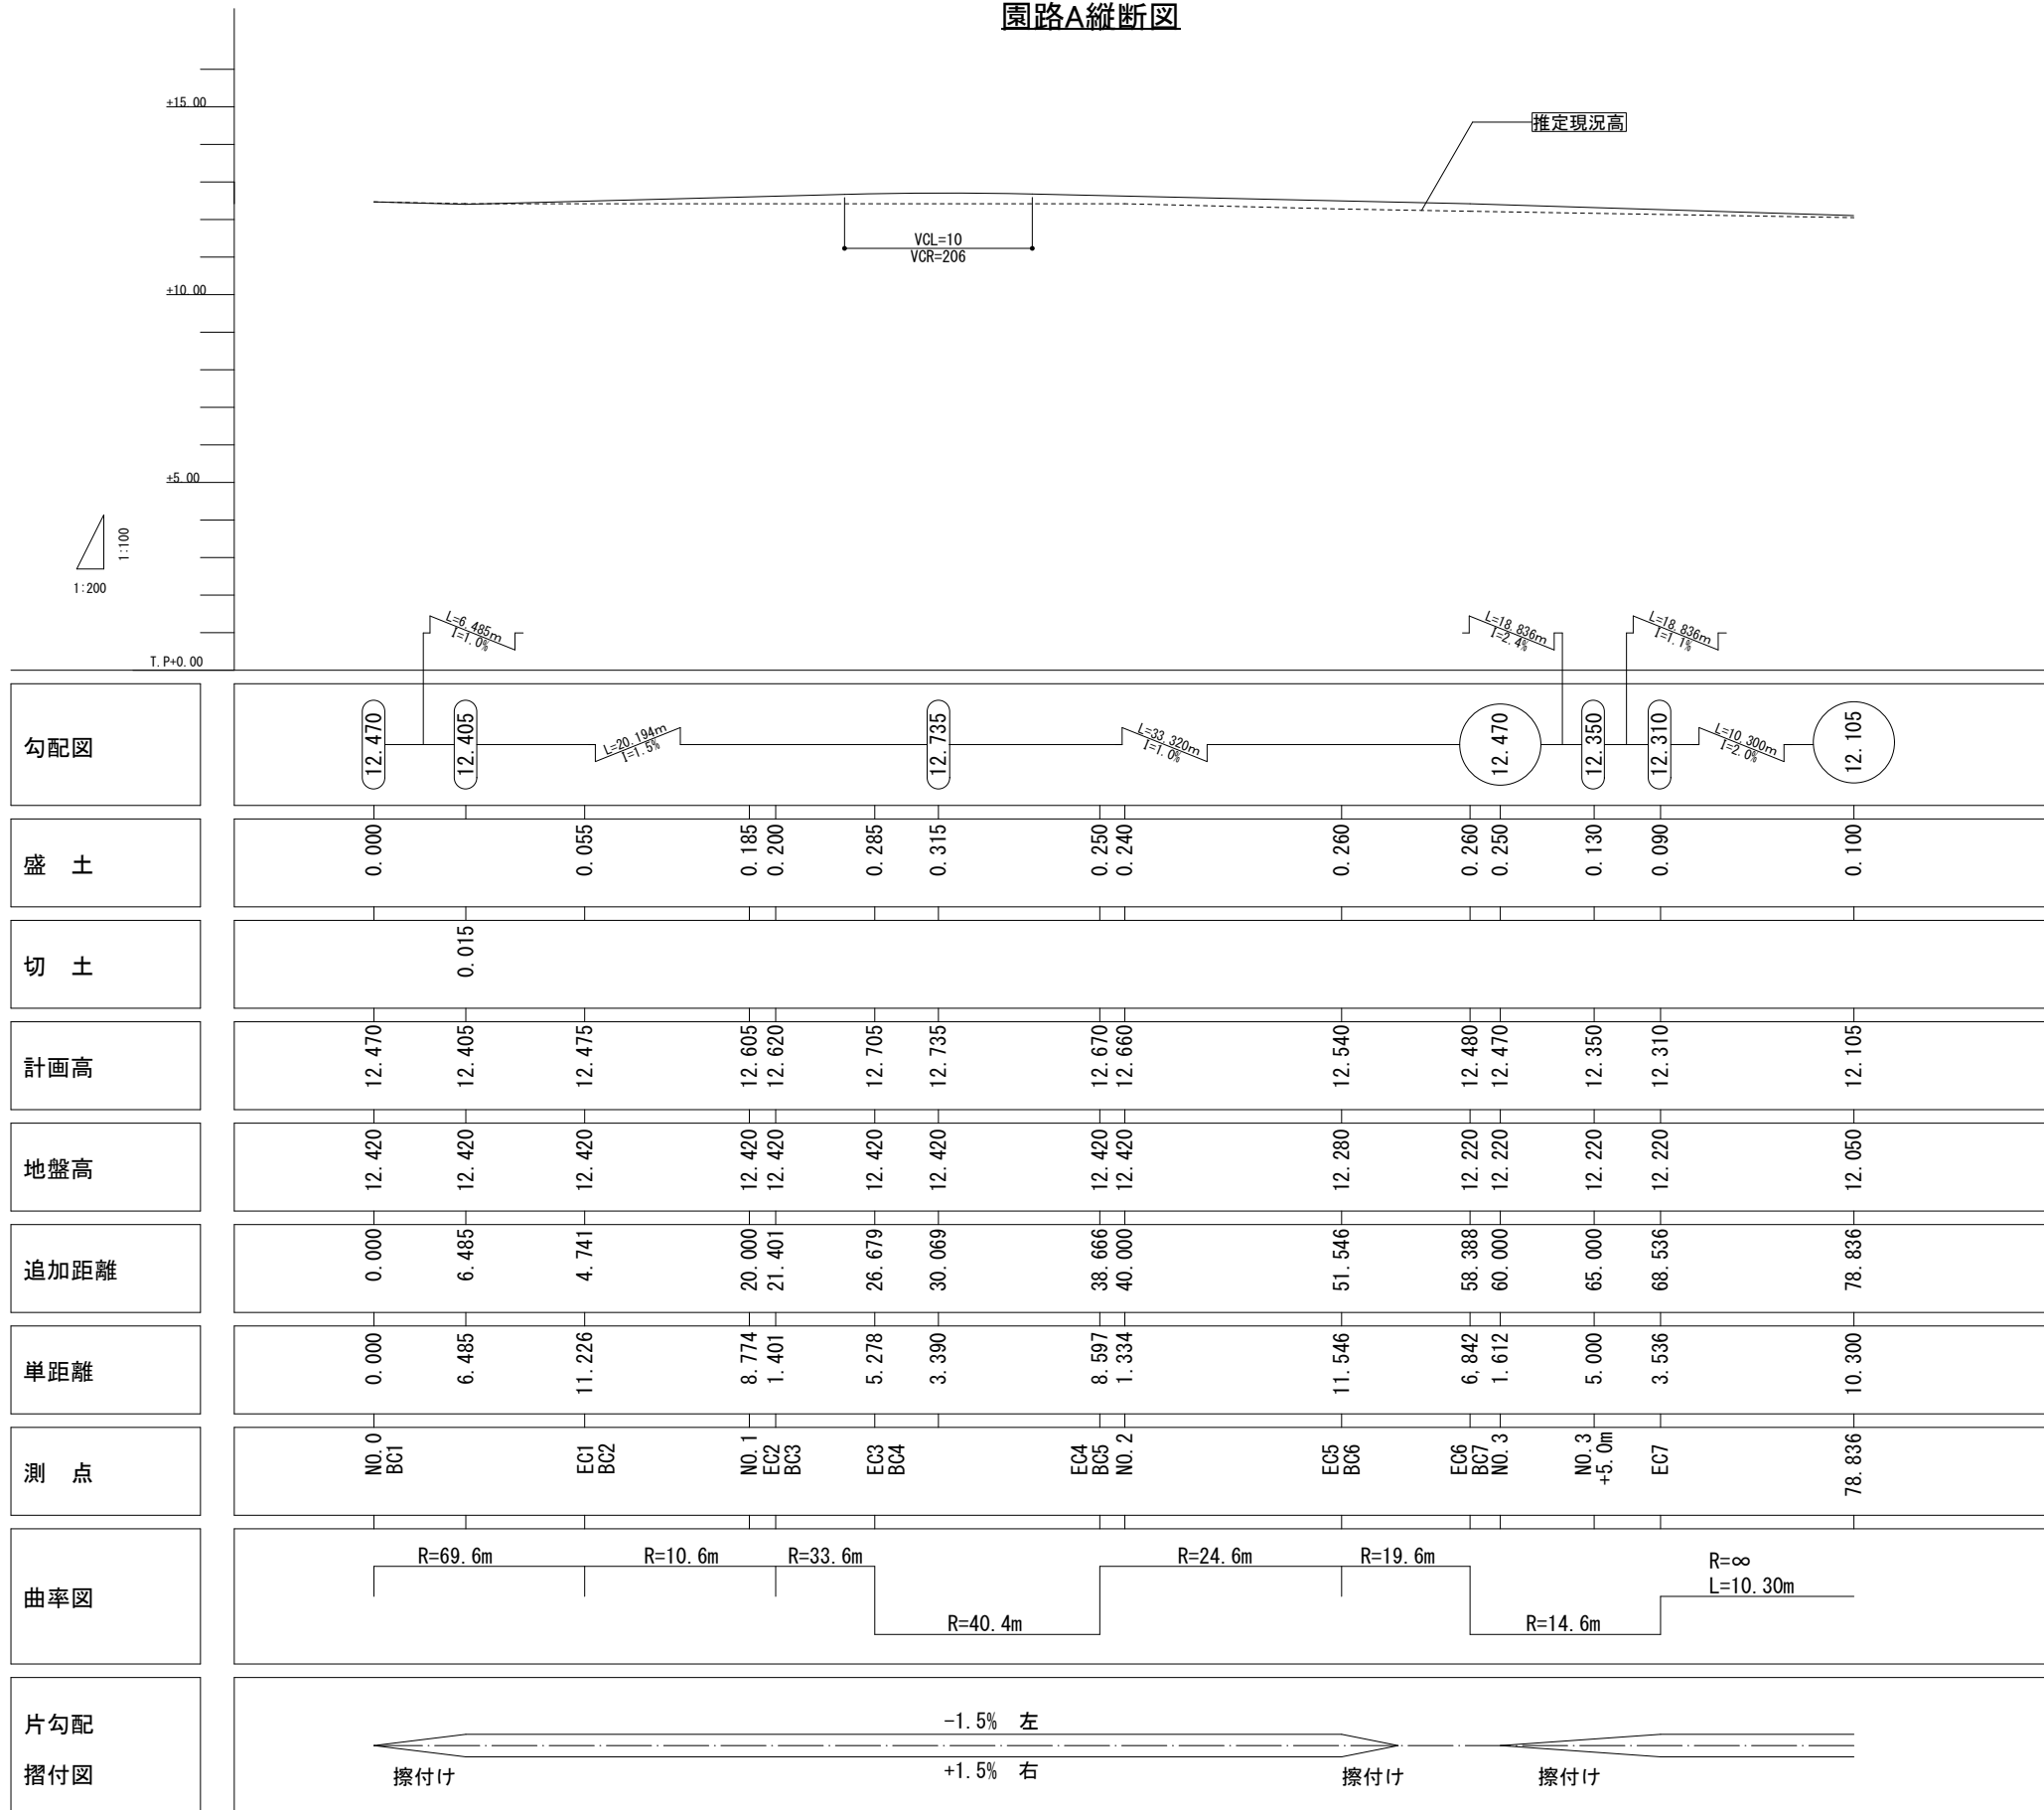 園路A縦断図
+15.00
推定現況高
VCL=10
VCR=206
+10.00
+5.00
1:100
1:200
T.P+0.00
L=6.485m
I=1.0%
L=18.836m
I=2.4%
L=18.836m
I=1.1%
勾配図
12.470
12.405
L=20.194m
I=1.5%
12.735
L=33.320m
I=1.0%
12.470
12.350
12.310
L=10.300m
I=2.0%
12.105
盛 土
0.000
0.055
0.185
0.200
0.285
0.315
0.250
0.240
0.260
0.260
0.250
0.130
0.090
0.100
切 土
0.015
計画高
12.470
12.405
12.475
12.605
12.620
12.705
12.735
12.670
12.660
12.540
12.480
12.470
12.350
12.310
12.105
地盤高
12.420
12.420
12.420
12.420
12.420
12.420
12.420
12.420
12.420
12.280
12.220
12.220
12.220
12.220
12.050
追加距離
0.000
6.485
4.741
20.000
21.401
26.679
30.069
38.666
40.000
51.546
58.388
60.000
65.000
68.536
78.836
単距離
0.000
6.485
11.226
8.774
1.401
5.278
3.390
8.597
1.334
11.546
6,842
1.612
5.000
3.536
10.300
測 点
NO.0
BC1
EC1
BC2
NO.1
EC2
BC3
EC3
BC4
EC4
BC5
NO.2
EC5
BC6
EC6
BC7
NO.3
NO.3
+5.0m
EC7
78.836
曲率図
R=69.6m
R=10.6m
R=33.6m
R=40.4m
R=24.6m
R=19.6m
R=14.6m
R=∞
L=10.30m
片勾配
摺付図
-1.5% 左
+1.5% 右
擦付け
擦付け
擦付け